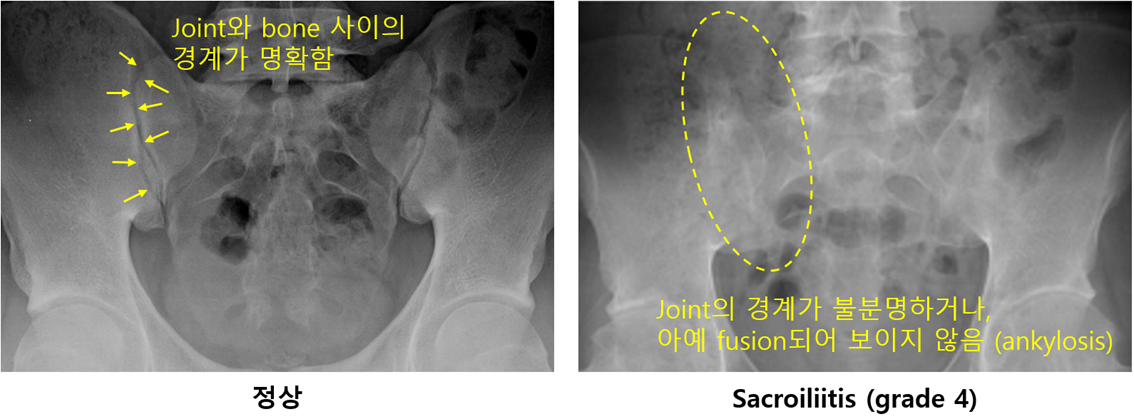 Joint와 bone 사이의
경계가 명확함
Joint의 경계가 불분명하거나,
아예 fusion되어 보이지 않음 (ankylosis)
정상
Sacroiliitis (grade 4)